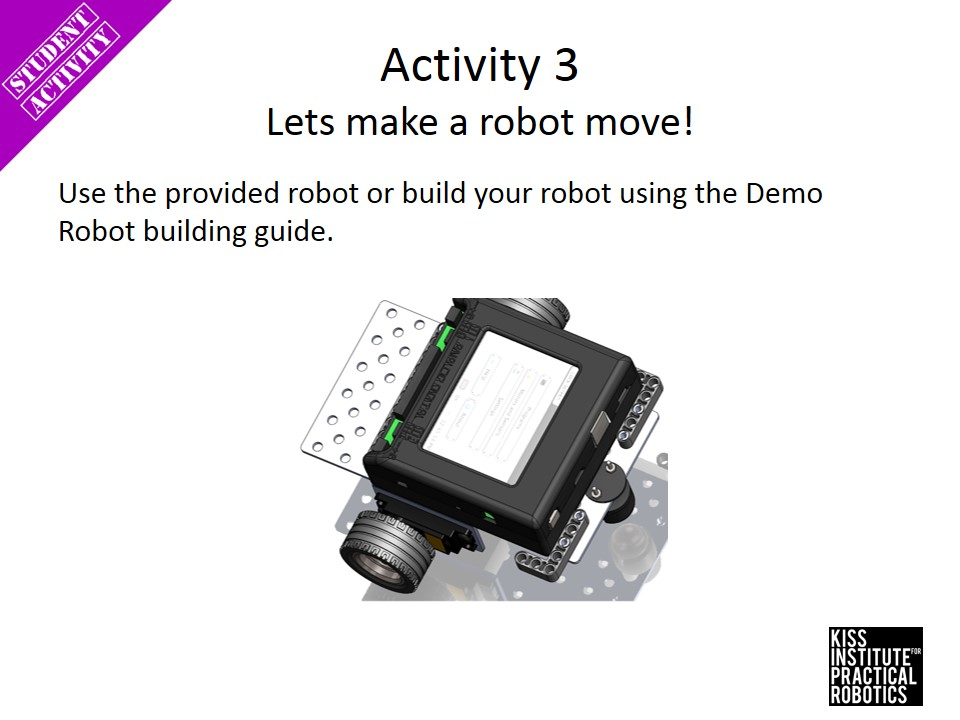 STUDENT
ACTIVITY
Activity 3
Lets make a robot move!
Use the provided robot or build your robot using the Demo
Robot building guide.
KISS
INSTITUTE FOR
PRACTICAL
ROBOTICS